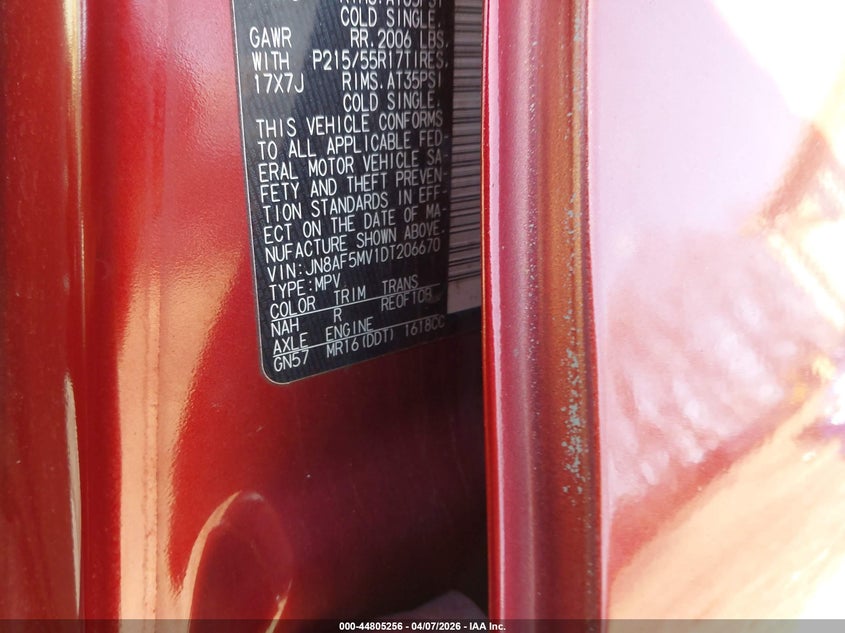 RIMS.AT35PSI
COLD SINGLE.
GAWR RR.2006 LBS.
WITH P215/55R17TIRES.
17X7J RIMS.AT35PSI
COLD SINGLE.
THIS VEHICLE CONFORMS
TO ALL APPLICABLE FED-
ERAL MOTOR VEHICLE SA-
FETY AND THEFT PREVEN-
TION STANDARDS IN EFF-
ECT ON THE DATE OF MA-
NUFACTURE SHOWN ABOVE.
VIN:JN8AF5MV1DT206670
TYPE:MPV
COLOR TRIM TRANS
NAH R RE0F10B
AXLE ENGINE
GN57 MR16(DDT) 1618CC
000-44805256 - 04/07/2026 - IAA Inc.